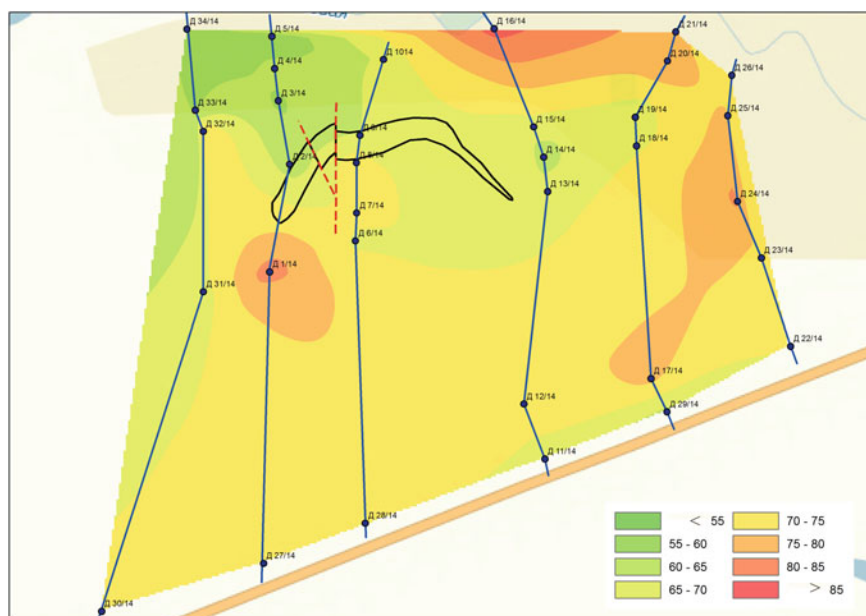 Д 34/14
Д 5/14
Д 16/14
Д 21/14
Д 4/14
Д 1014
Д 20/14
Д 26/14
Д 3/14
Д 33/14
Д 32/14
Д 15/14
Д 19/14
Д 25/14
Д 2/14
Д 14/14
Д 18/14
Д 13/14
Д 24/14
Д 7/14
Д 6/14
Д 23/14
Д 1/14
Д 31/14
Д 22/14
Д 17/14
Д 12/14
Д 29/14
Д 11/14
Д 28/14
Д 27/14
Д 30/14
< 55
55 - 60
60 - 65
65 - 70
70 - 75
75 - 80
80 - 85
> 85